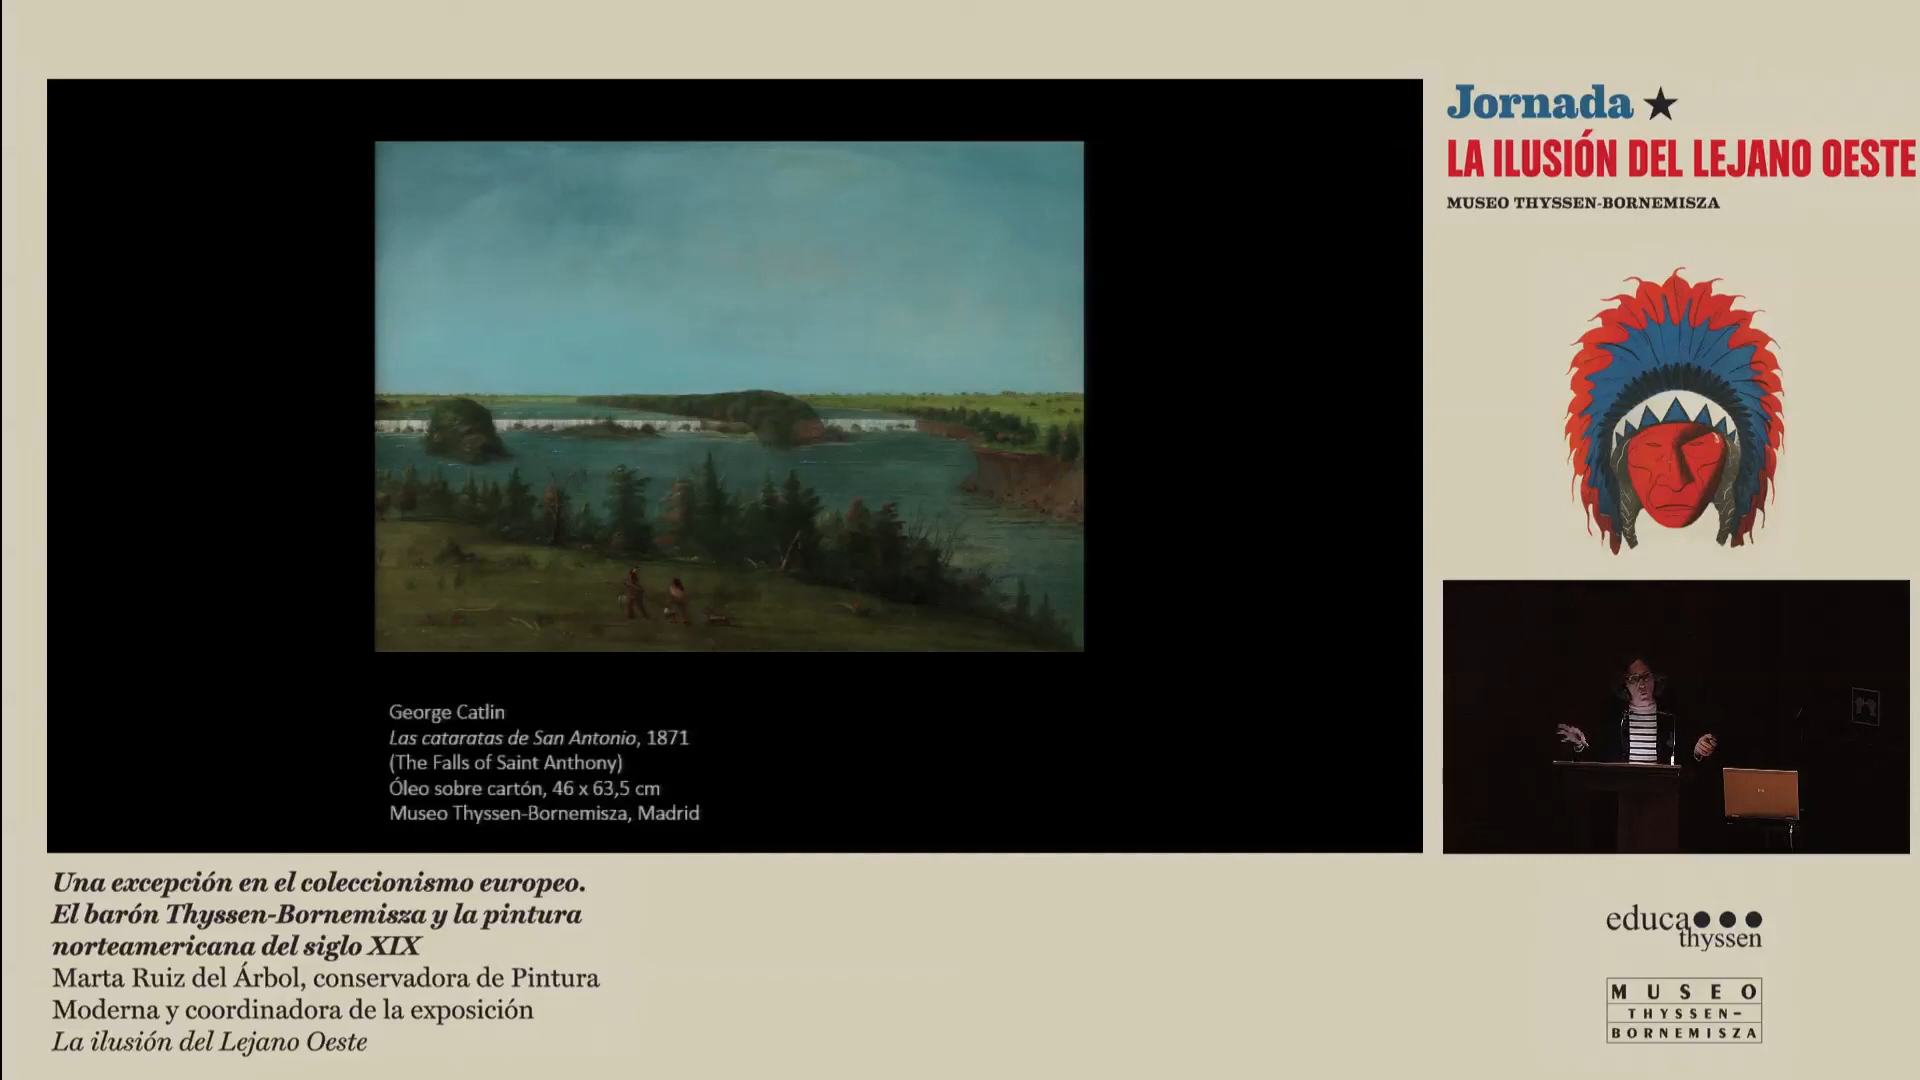 Jornada ★
LA ILUSIÓN DEL LEJANO OESTE
MUSEO THYSSEN-BORNEMISZA
George Catlin
Las cataratas de San Antonio, 1871
(The Falls of Saint Anthony)
Óleo sobre cartón, 46 x 63,5 cm
Museo Thyssen-Bornemisza, Madrid
Una excepción en el coleccionismo europeo.
El barón Thyssen-Bornemisza y la pintura
norteamericana del siglo XIX
Marta Ruiz del Árbol, conservadora de Pintura
Moderna y coordinadora de la exposición
La ilusión del Lejano Oeste
educa
thyssen
MUSEO
THYSSEN-
BORNEMISZA